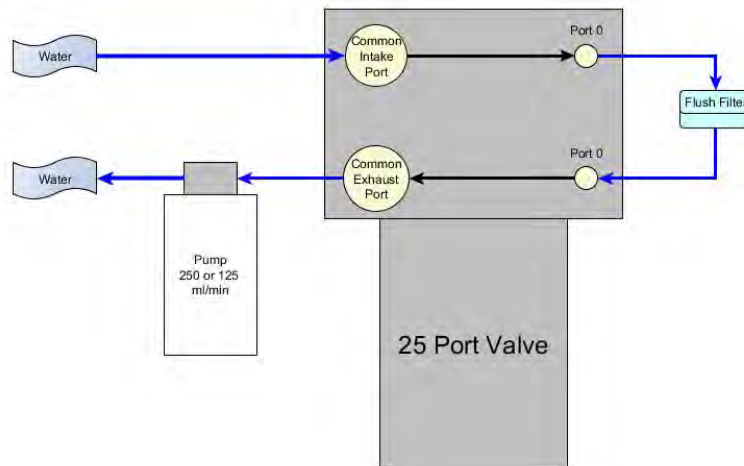 Water
Common
Intake
Port
Port 0
Flush Filter
Water
Common
Exhaust
Port
Port 0
Pump
250 or 125
ml/min
25 Port Valve